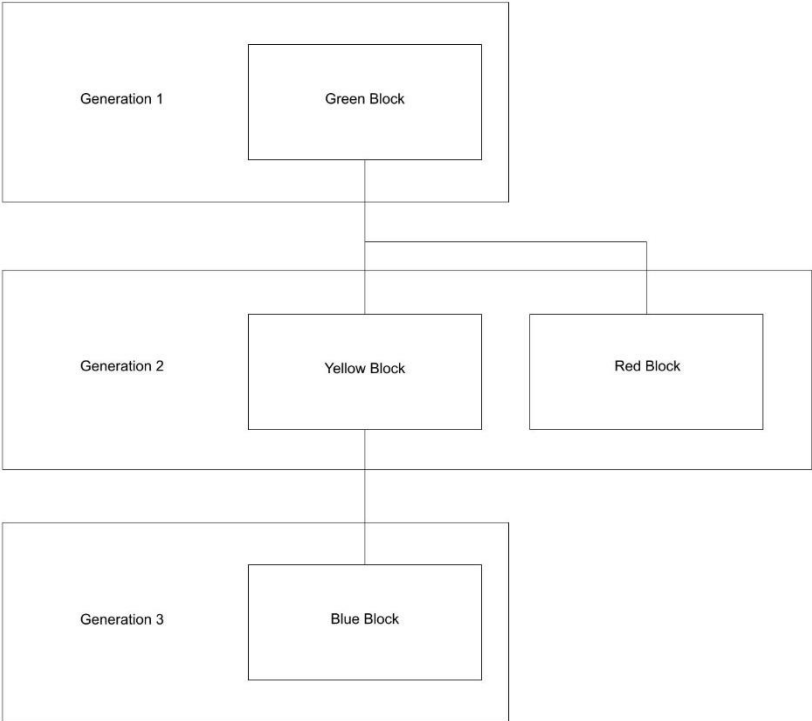 Generation 1
Green Block
Generation 2
Yellow Block
Red Block
Generation 3
Blue Block